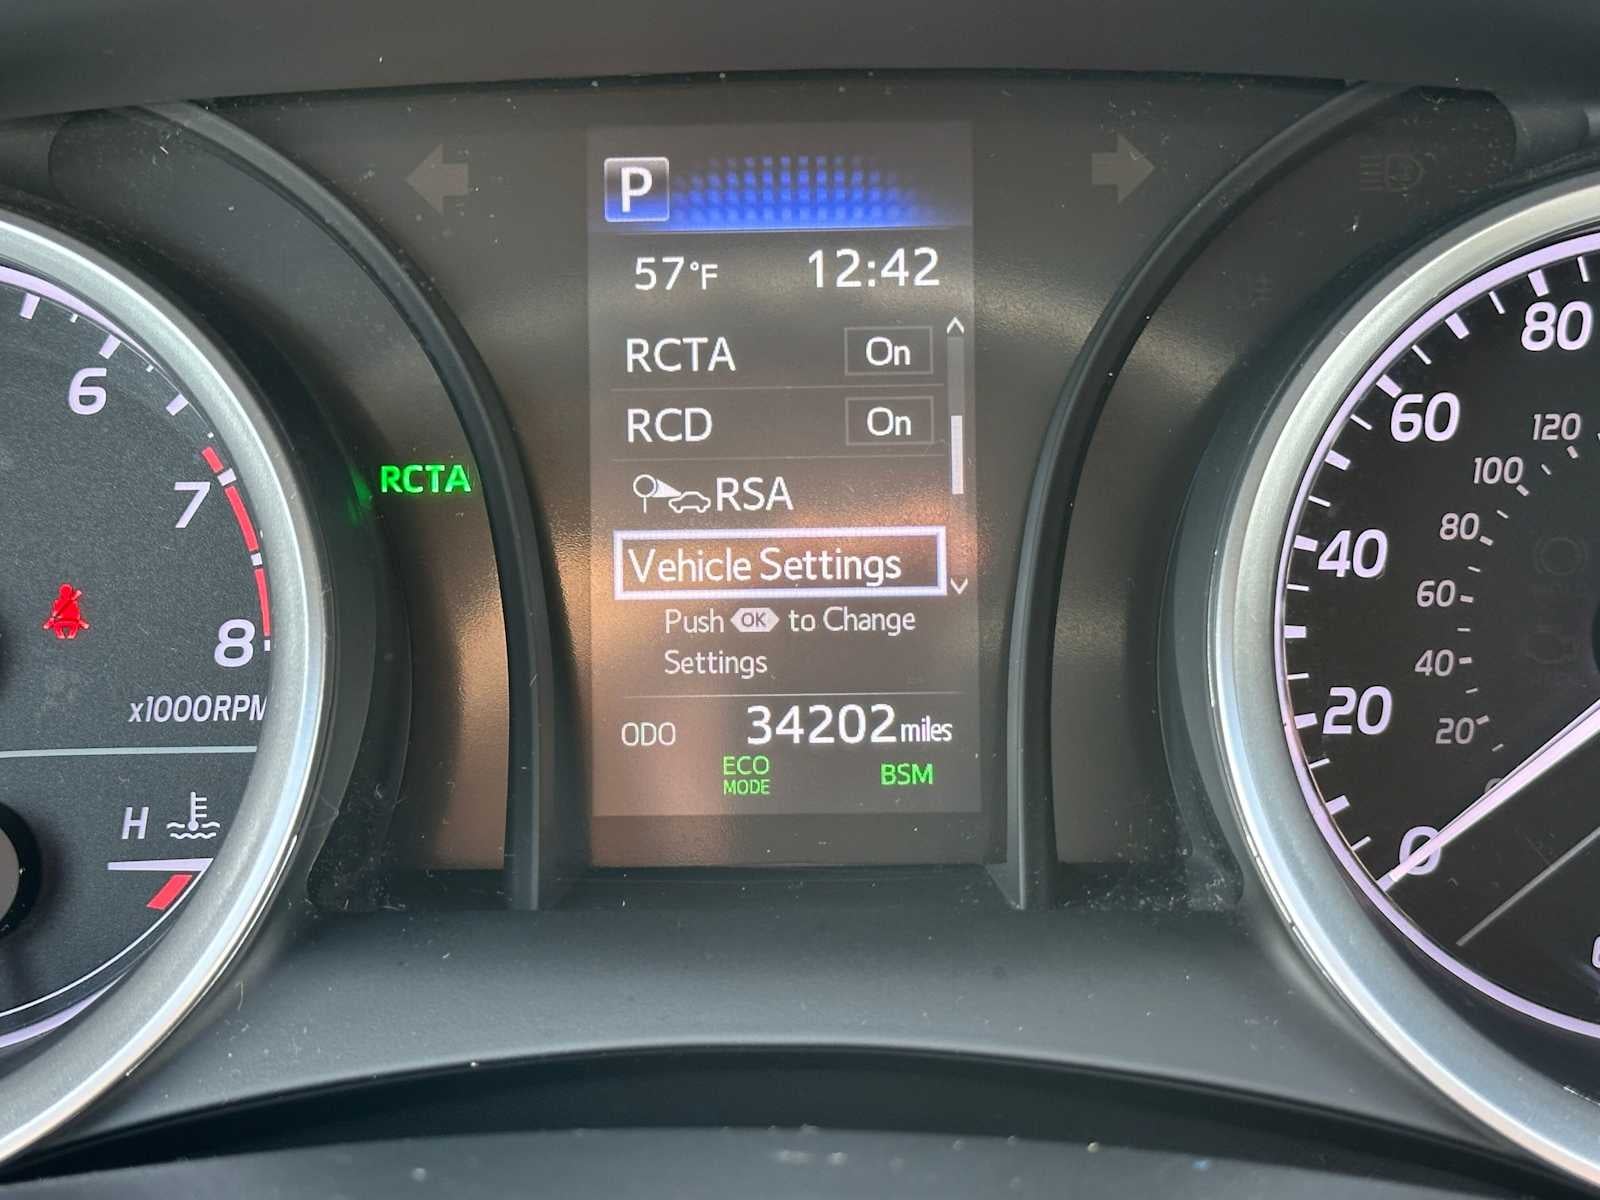 P
57°F 12:42
RCTA On
RCD On
RSA
Vehicle Settings
Push OK to Change
Settings
ODO 34202 miles
ECO
MODE
BSM
RCTA
6
7
8
x1000RPM
H
80
60
40
20
0
120
100
80
60
40
20